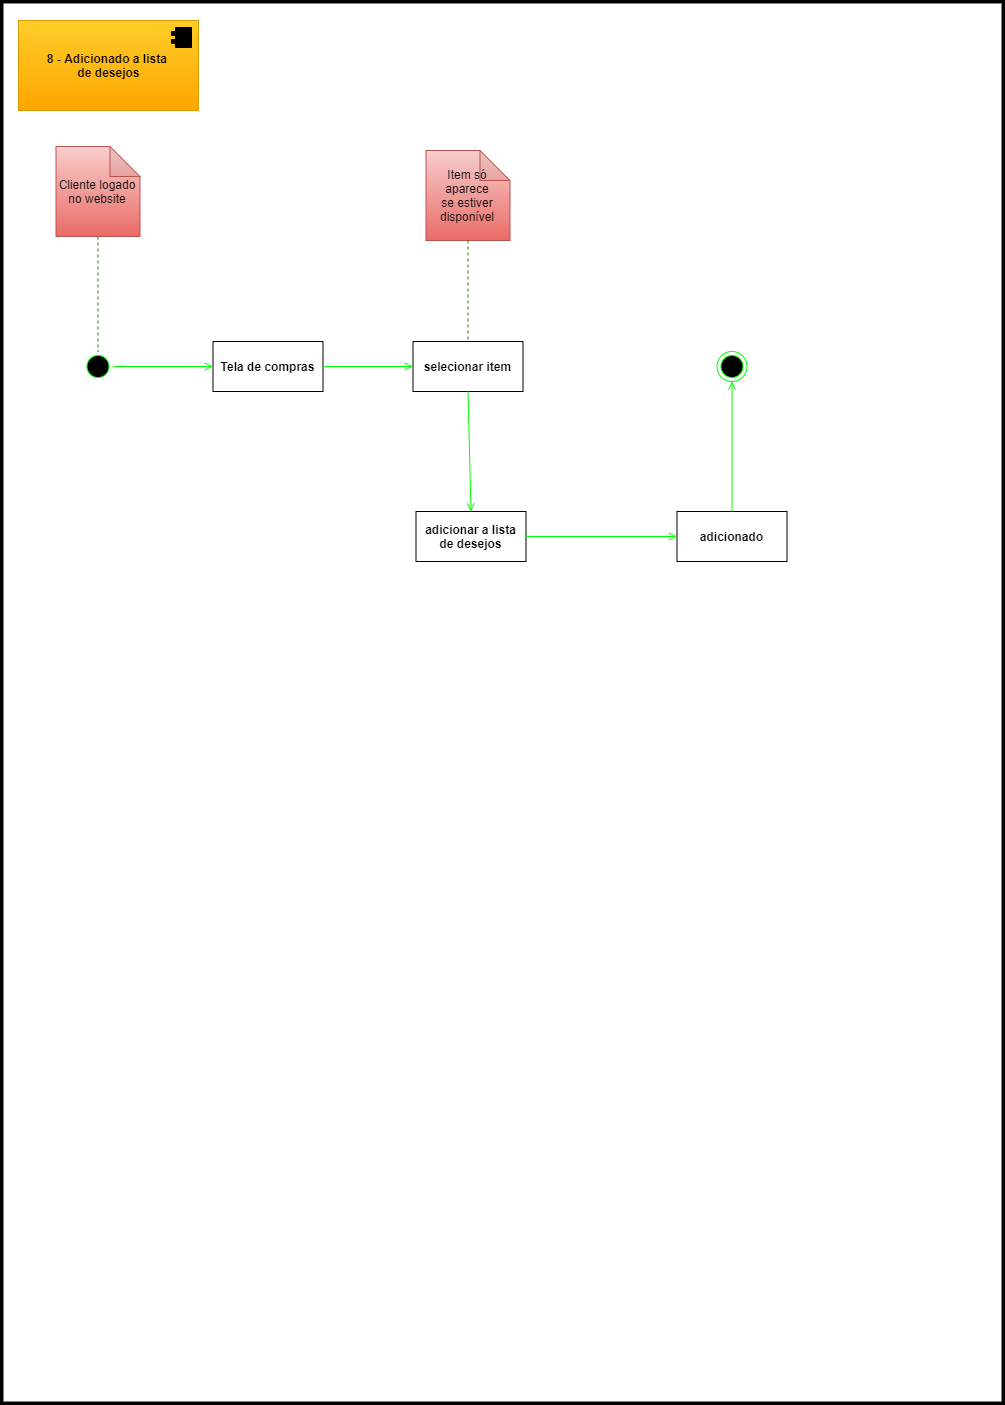 8 - Adicionado a lista
de desejos
Cliente logado
no website
Item só
aparece
se estiver
disponível
Tela de compras
selecionar item
adicionar a lista
de desejos
adicionado